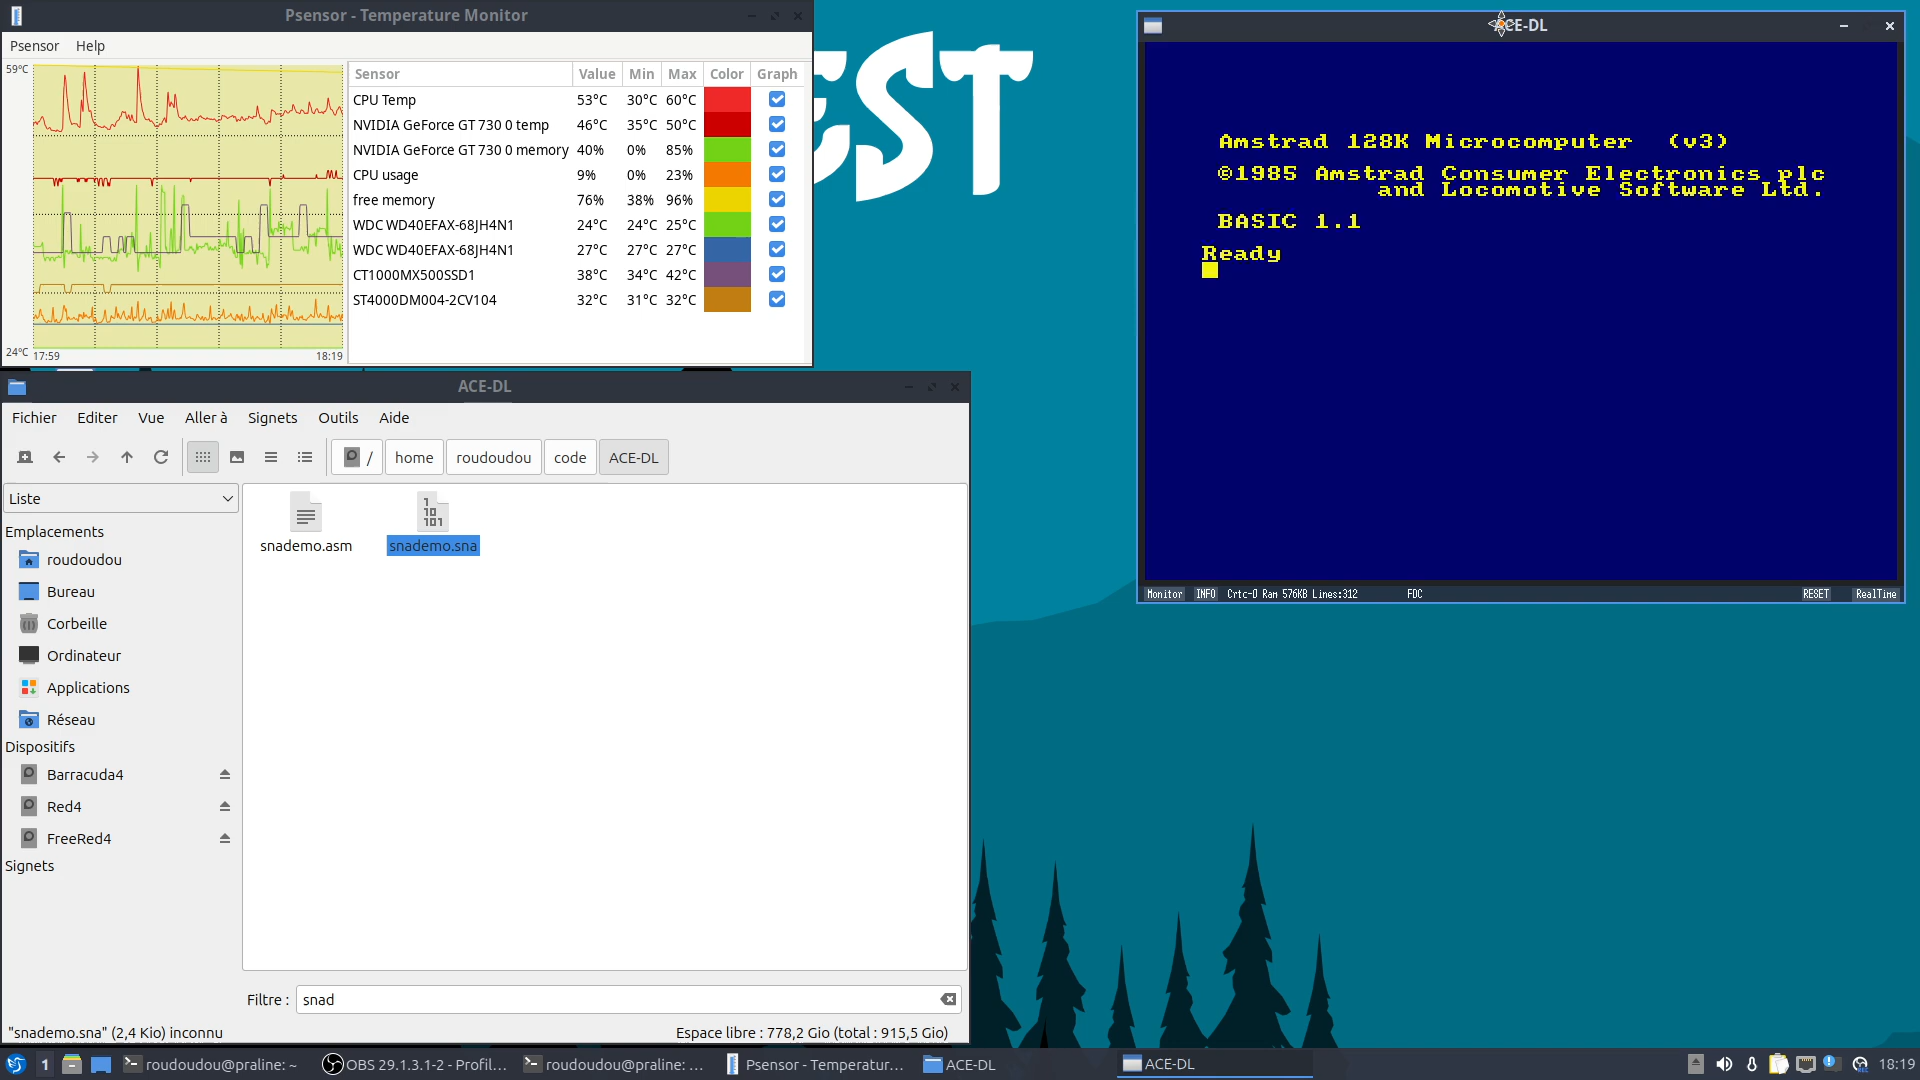 Psensor - Temperature Monitor
Psensor Help
59°C
24°C
17:59 18:19
Sensor Value Min Max Color Graph
CPU Temp 53°C 30°C 60°C
NVIDIA GeForce GT 730 0 temp 46°C 35°C 50°C
NVIDIA GeForce GT 730 0 memory 40% 0% 85%
CPU usage 9% 0% 23%
free memory 76% 38% 96%
WDC WD40EFAX-68JH4N1 24°C 24°C 25°C
WDC WD40EFAX-68JH4N1 27°C 27°C 27°C
CT1000MX500SSD1 38°C 34°C 42°C
ST4000DM004-2CV104 32°C 31°C 32°C
EST
ACE-DL
Amstrad 128K Microcomputer (v3)
©1985 Amstrad Consumer Electronics plc
and Locomotive Software Ltd.
BASIC 1.1
Ready
Monitor INFO Crtc-0 Ram 576KB Lines:312 FDC RESET RealTime
ACE-DL
Fichier Editer Vue Aller à Signets Outils Aide
/ home roudoudou code ACE-DL
Liste
Emplacements
roudoudou
Bureau
Corbeille
Ordinateur
Applications
Réseau
Dispositifs
Barracuda4
Red4
FreeRed4
Signets
snademo.asm
snademo.sna
1
10
101
Filtre : snad
"snademo.sna" (2,4 Kio) inconnu
Espace libre : 778,2 Gio (total : 915,5 Gio)
1 roudoudou@praline: ~ OBS 29.1.3.1-2 - Profil... roudoudou@praline: ... Psensor - Temperatur... ACE-DL ACE-DL 18:19